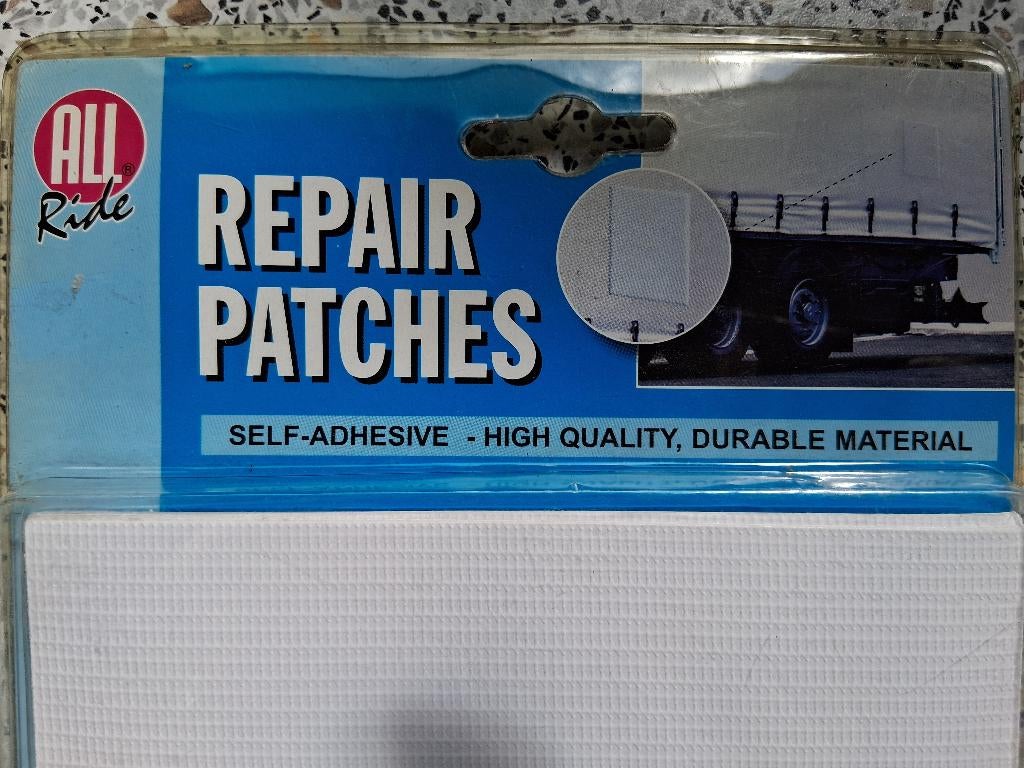 ALL®
Ride
REPAIR
PATCHES
SELF-ADHESIVE - HIGH QUALITY, DURABLE MATERIAL